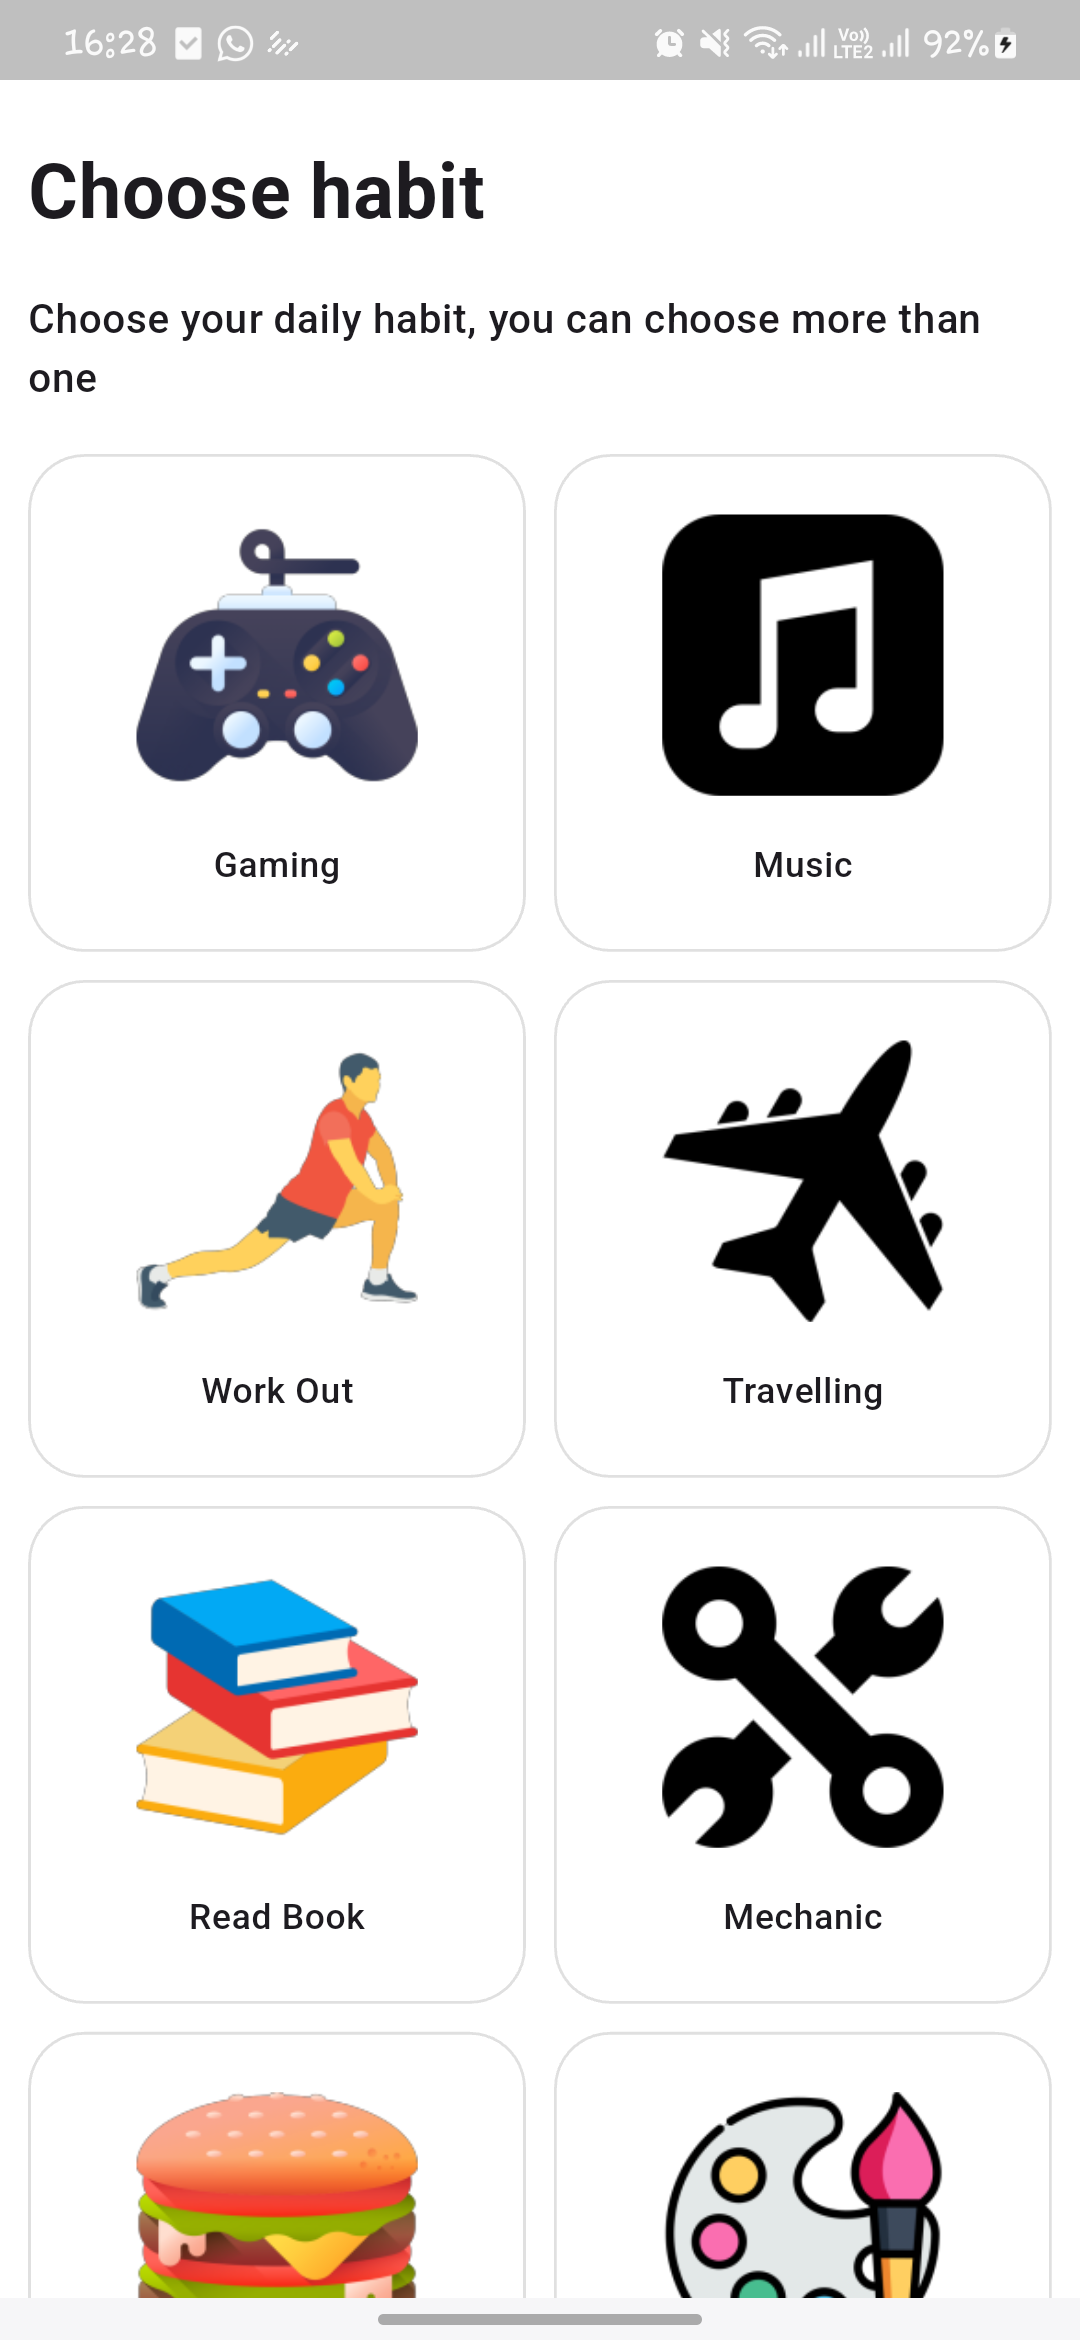 16:28
Vo)) LTE2 92%
Choose habit
Choose your daily habit, you can choose more than
one
Gaming
Music
Work Out
Travelling
Read Book
Mechanic